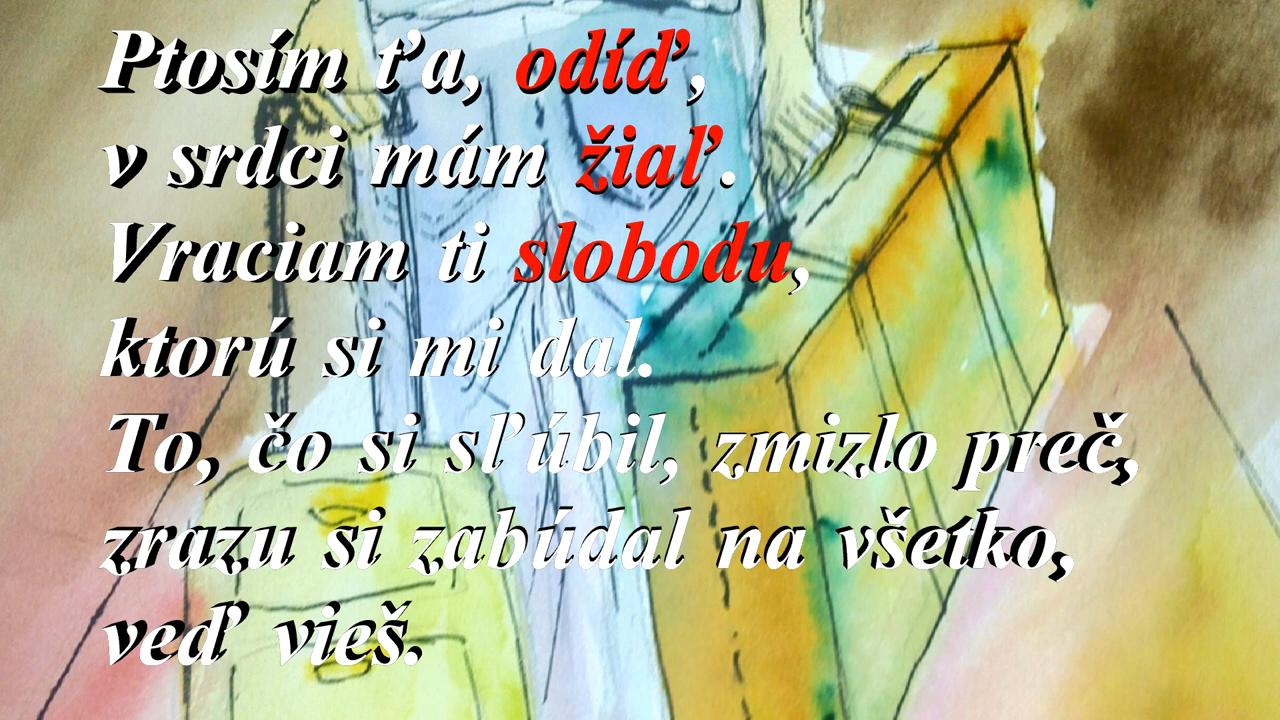 Ptosím ťa, odíď,
v srdci mám žiaľ.
Vraciam ti slobodu,
ktorú si mi dal.
To, čo si sľúbil, zmizlo preč,
zrazu si zabúdal na všetko,
veď vieš.